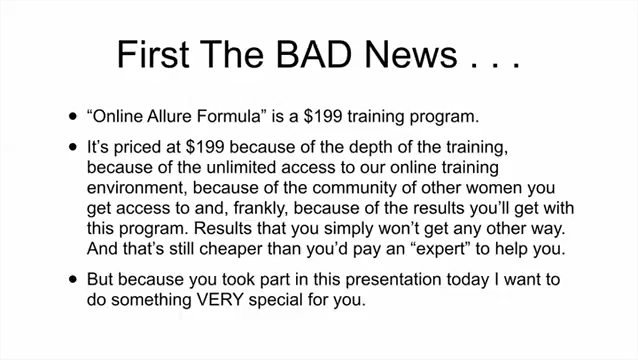 First The BAD News . . .
• “Online Allure Formula” is a $199 training program.
• It’s priced at $199 because of the depth of the training,
because of the unlimited access to our online training
environment, because of the community of other women you
get access to and, frankly, because of the results you’ll get with
this program. Results that you simply won’t get any other way.
And that’s still cheaper than you’d pay an “expert” to help you.
• But because you took part in this presentation today I want to
do something VERY special for you.